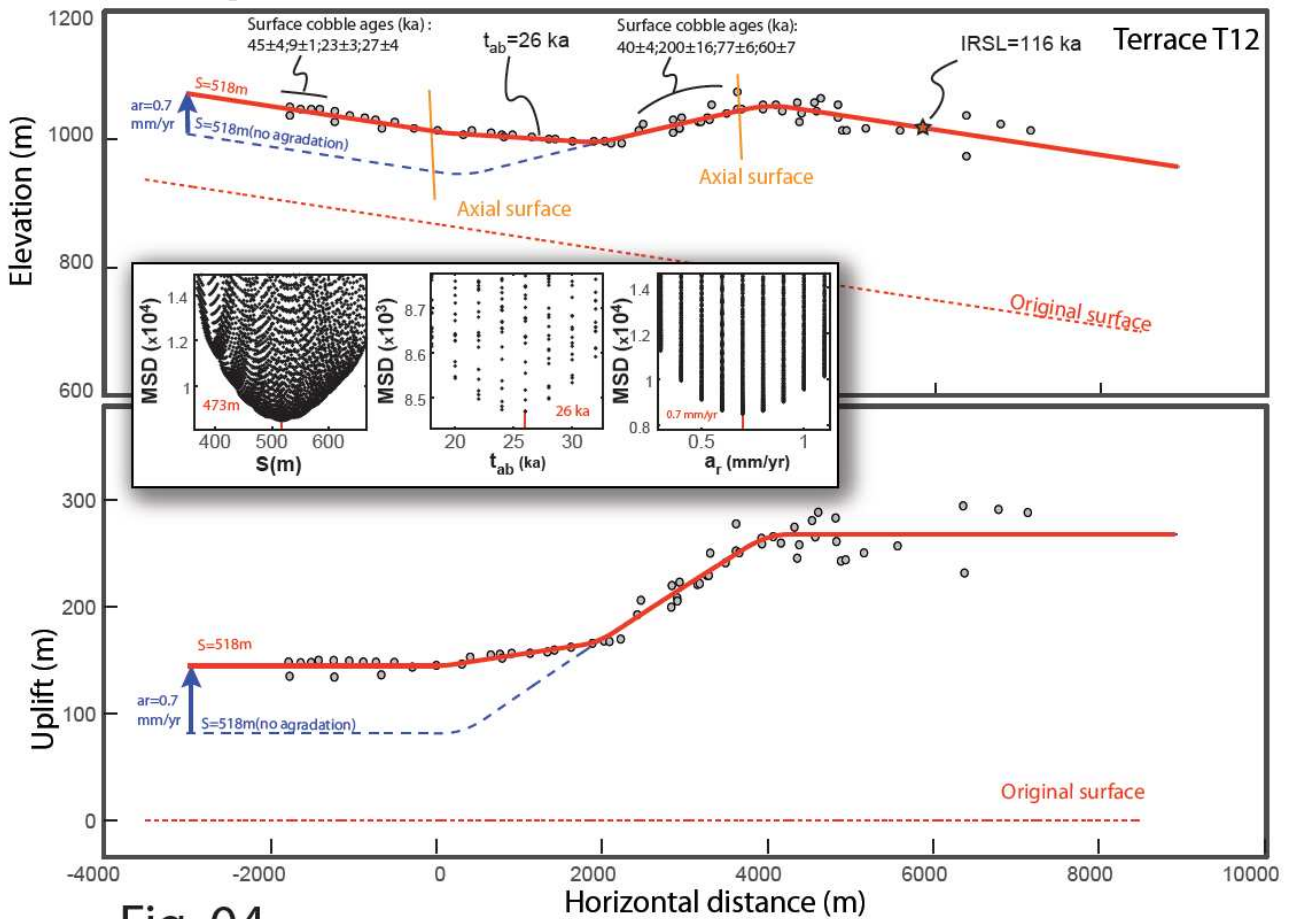 1200
1000
800
600
Elevation (m)
Surface cobble ages (ka) :
45±4;9±1;23±3;27±4
t_ab=26 ka
Surface cobble ages (ka):
40±4;200±16;77±6;60±7
IRSL=116 ka
Terrace T12
S=518m
ar=0.7
mm/yr
S=518m(no agradation)
Axial surface
Axial surface
Original surface
MSD (x10^4)
1.4
1.2
1
473m
400 500 600
S(m)
MSD (x10^3)
8.7
8.6
8.5
26 ka
20 25 30
t_ab (ka)
MSD (x10^4)
1.4
1.2
1
0.8
0.7 mm/yr
0.5 1
a_r (mm/yr)
300
200
100
0
Uplift (m)
S=518m
ar=0.7
mm/yr
S=518m(no agradation)
Original surface
-4000 -2000 0 2000 4000 6000 8000 10000
Horizontal distance (m)